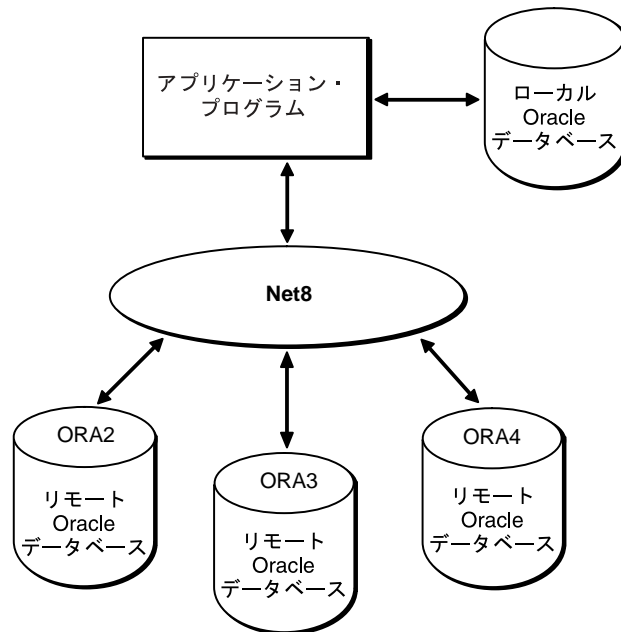 アプリケーション・
プログラム
ローカル
Oracle
データベース
Net8
ORA2
リモート
Oracle
データベース
ORA3
リモート
Oracle
データベース
ORA4
リモート
Oracle
データベース